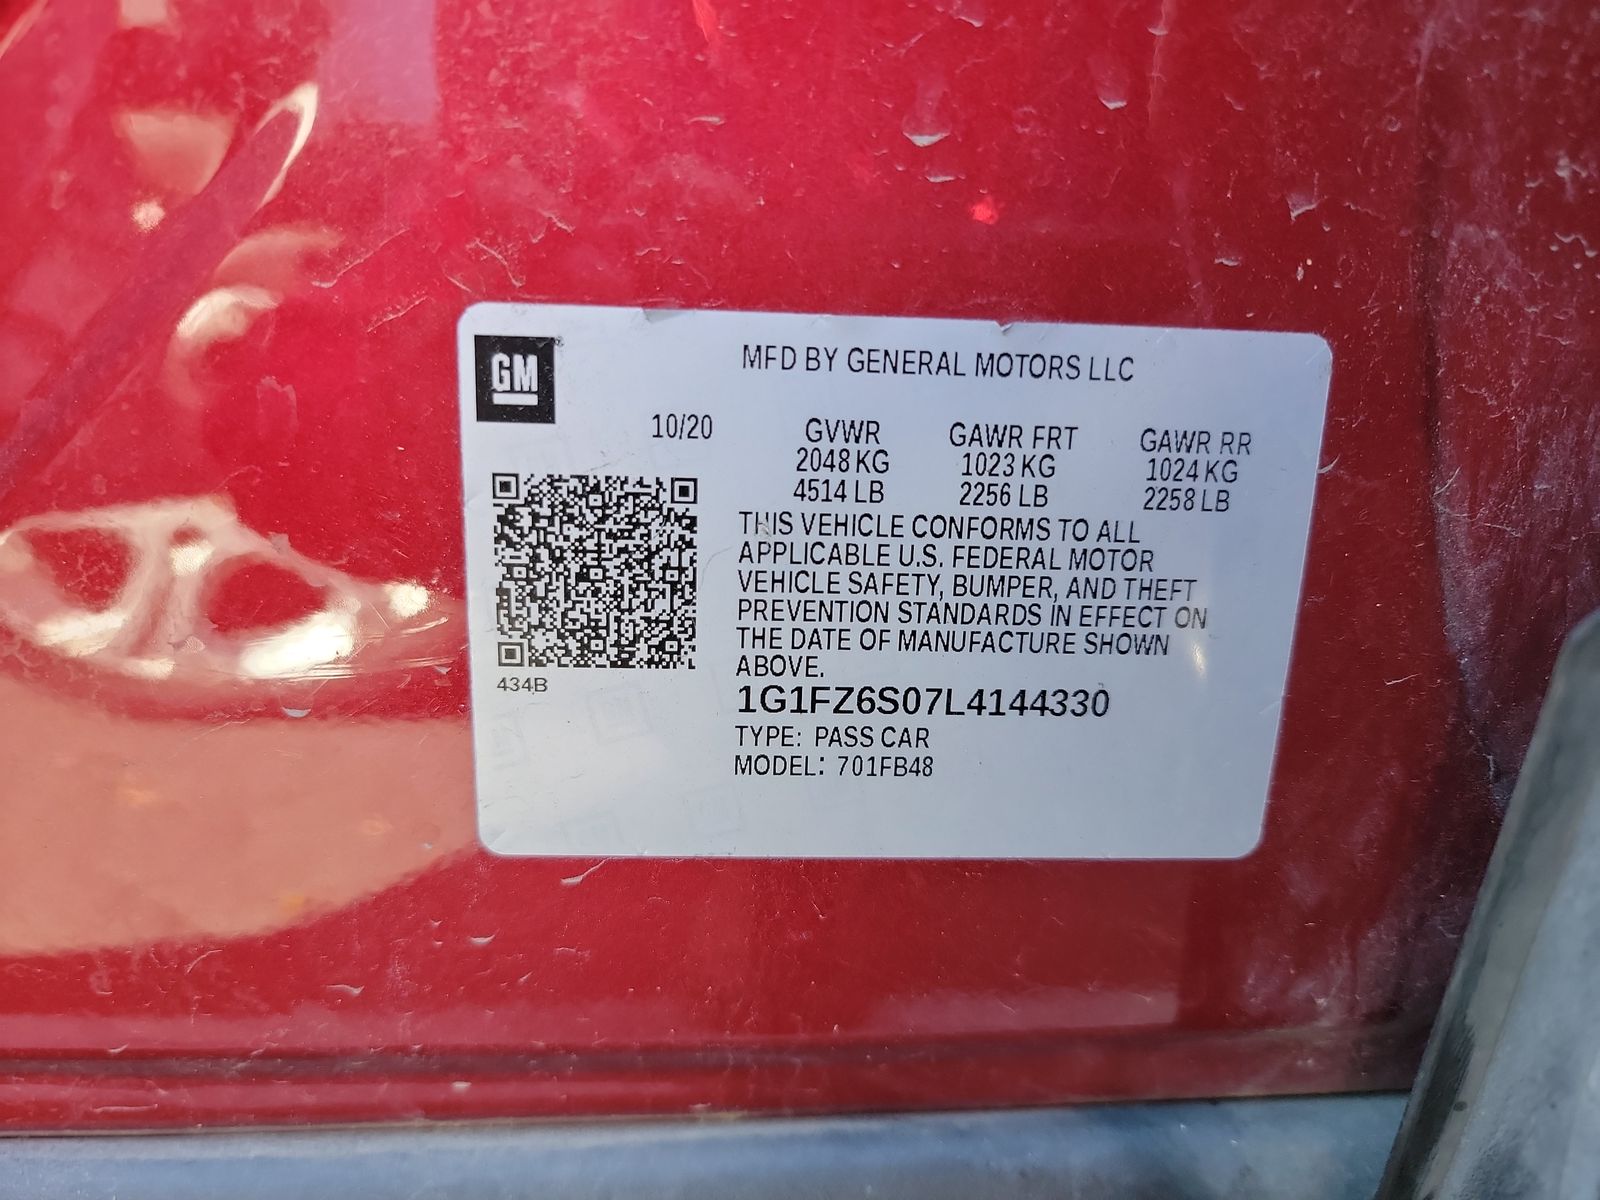 GM
MFD BY GENERAL MOTORS LLC
10/20
GVWR GAWR FRT GAWR RR
2048 KG 1023 KG 1024 KG
4514 LB 2256 LB 2258 LB
THIS VEHICLE CONFORMS TO ALL
APPLICABLE U.S. FEDERAL MOTOR
VEHICLE SAFETY, BUMPER, AND THEFT
PREVENTION STANDARDS IN EFFECT ON
THE DATE OF MANUFACTURE SHOWN
ABOVE.
434B
1G1FZ6S07L4144330
TYPE: PASS CAR
MODEL: 701FB48